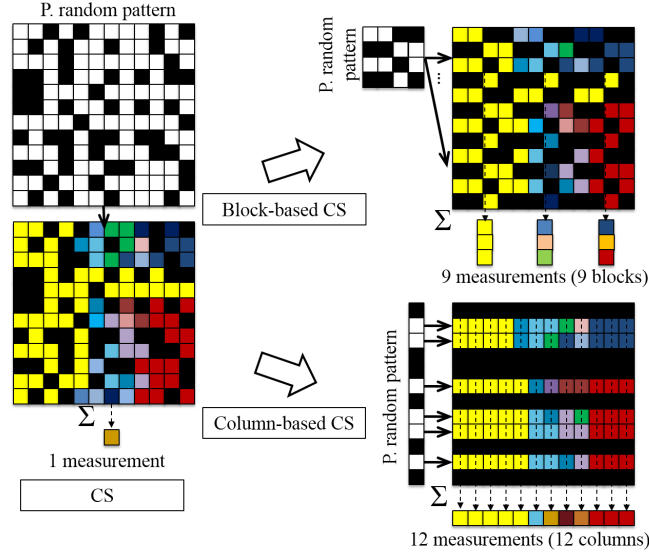 P. random pattern
P. random
pattern
...
Block-based CS
Σ
9 measurements (9 blocks)
Σ
1 measurement
CS
Column-based CS
P. random pattern
Σ
12 measurements (12 columns)